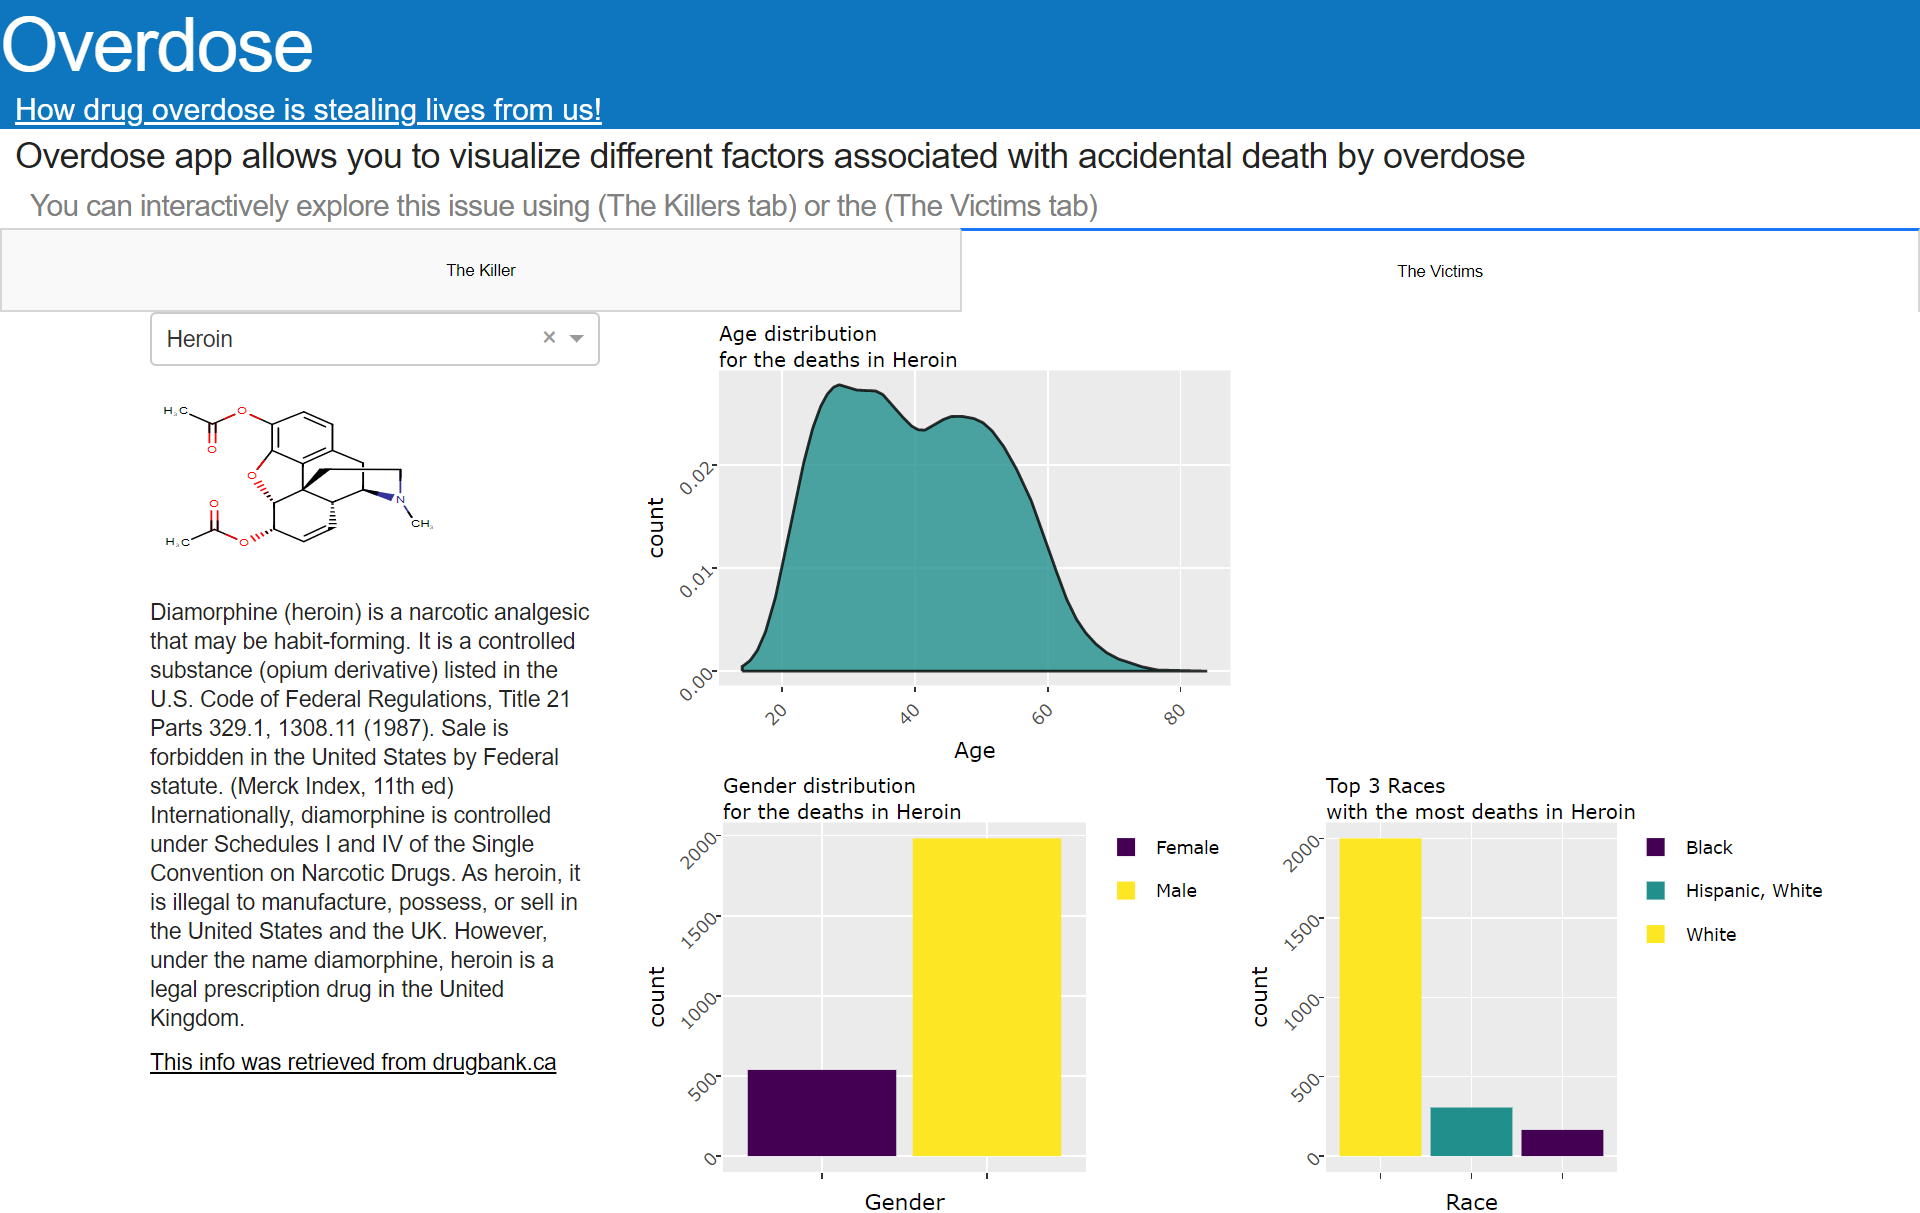 Overdose
How drug overdose is stealing lives from us!
Overdose app allows you to visualize different factors associated with accidental death by overdose
You can interactively explore this issue using (The Killers tab) or the (The Victims tab)
The Killer
The Victims
Heroin
×
H₃C
O
O
O
O
H₃C
O
N
CH₃
Diamorphine (heroin) is a narcotic analgesic
that may be habit-forming. It is a controlled
substance (opium derivative) listed in the
U.S. Code of Federal Regulations, Title 21
Parts 329.1, 1308.11 (1987). Sale is
forbidden in the United States by Federal
statute. (Merck Index, 11th ed)
Internationally, diamorphine is controlled
under Schedules I and IV of the Single
Convention on Narcotic Drugs. As heroin, it
is illegal to manufacture, possess, or sell in
the United States and the UK. However,
under the name diamorphine, heroin is a
legal prescription drug in the United
Kingdom.
This info was retrieved from drugbank.ca
Age distribution
for the deaths in Heroin
count
0.02
0.01
0.00
20 40 60 80
Age
Gender distribution
for the deaths in Heroin
count
2000
1500
1000
500
0
Gender
Female
Male
Top 3 Races
with the most deaths in Heroin
count
2000
1500
1000
500
0
Race
Black
Hispanic, White
White